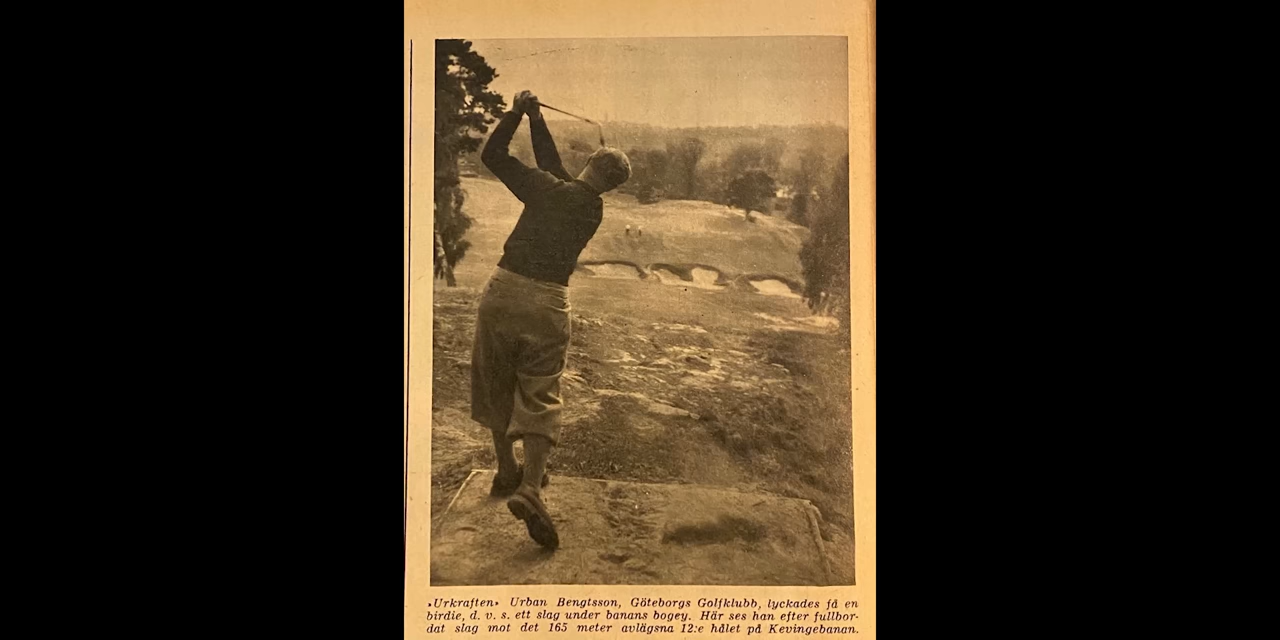 »Urkraften» Urban Bengtsson, Göteborgs Golfklubb, lyckades få en
birdie, d. v. s. ett slag under banans bogey. Här ses han efter fullbor-
dat slag mot det 165 meter avlägsna 12:e hålet på Kevingebanan.